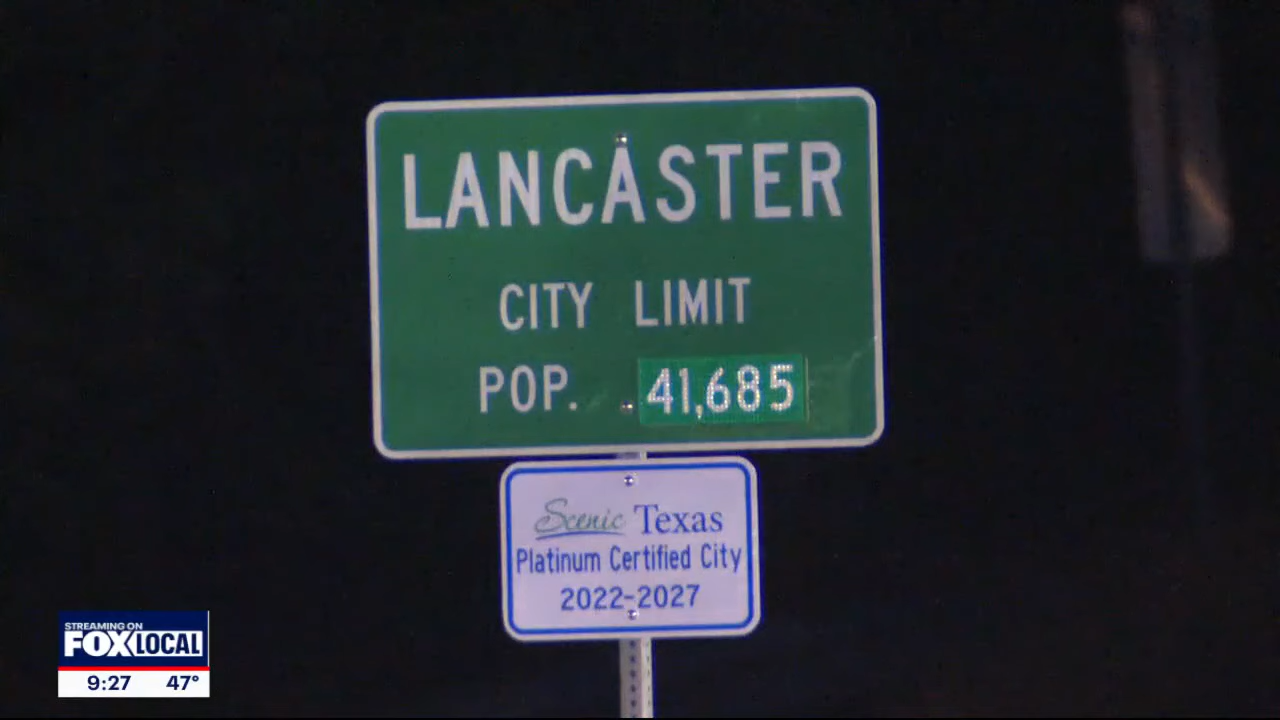 LANCASTER
CITY LIMIT
POP. 41,685
Scenic Texas
Platinum Certified City
2022-2027
STREAMING ON
FOX LOCAL
9:27 47°